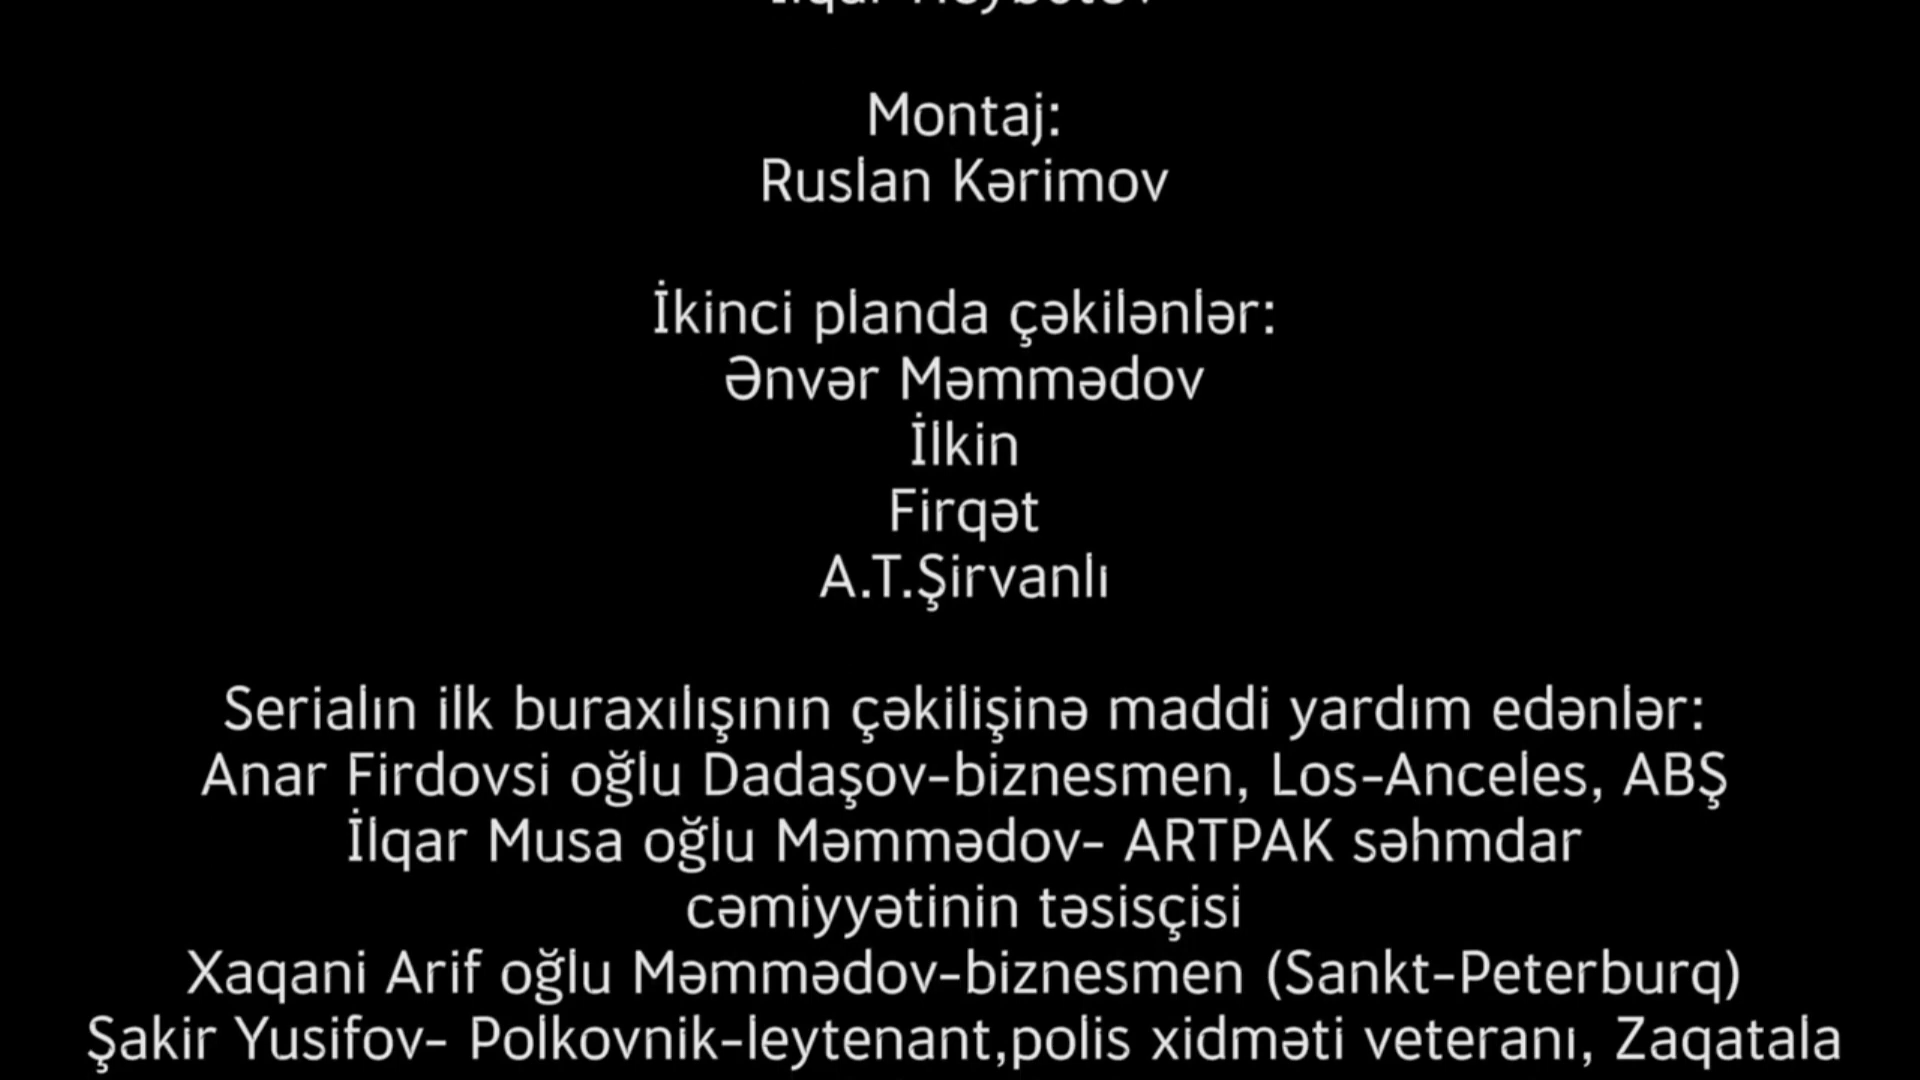 Montaj:
Ruslan Kərimov
İkinci planda çəkilənlər:
Ənvər Məmmədov
İlkin
Firqət
A.T.Şirvanlı
Serialın ilk buraxılışının çəkilişinə maddi yardım edənlər:
Anar Firdovsi oğlu Dadaşov-biznesmen, Los-Anceles, ABŞ
İlqar Musa oğlu Məmmədov- ARTPAK səhmdar
cəmiyyətinin təsisçisi
Xaqani Arif oğlu Məmmədov-biznesmen (Sankt-Peterburq)
Şakir Yusifov- Polkovnik-leytenant,polis xidməti veteranı, Zaqatala